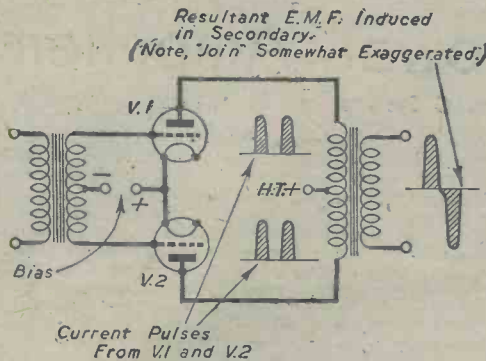 Resultant E.M.F. Induced
in Secondary.
(Note, "Join" Somewhat Exaggerated.)
V.1
H.T.+
- +
Bias
V.2
Current Pulses
From V.1 and V.2